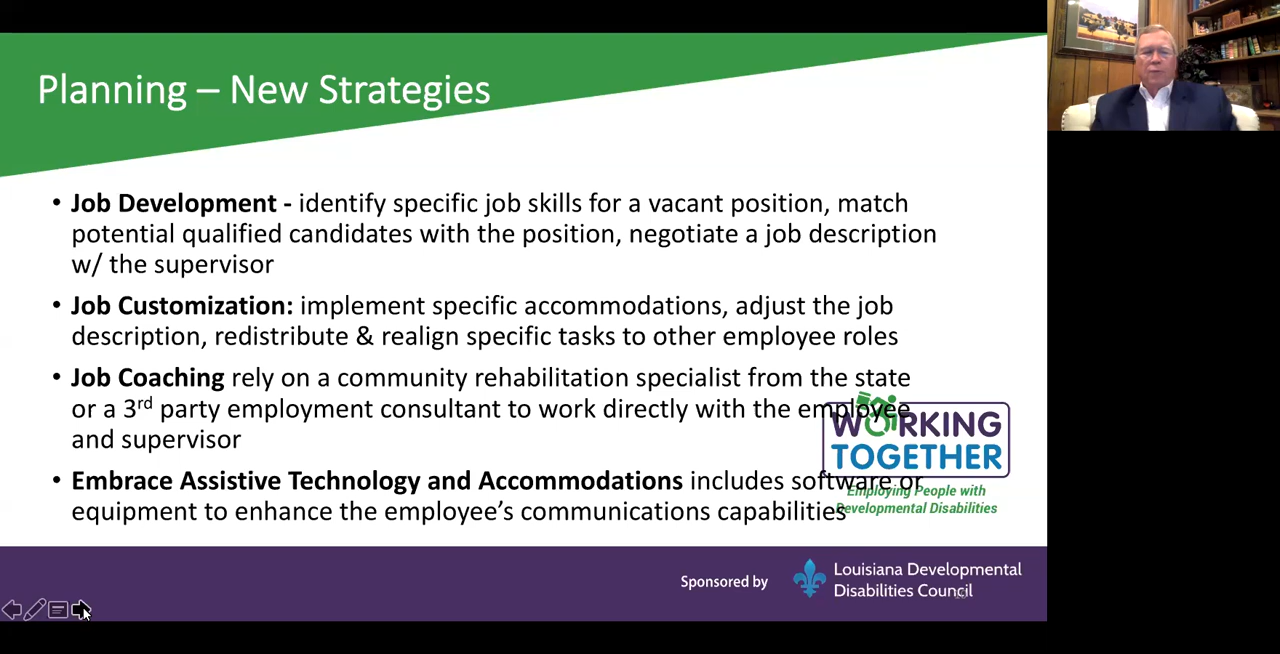 Planning – New Strategies
• Job Development - identify specific job skills for a vacant position, match
potential qualified candidates with the position, negotiate a job description
w/ the supervisor
• Job Customization: implement specific accommodations, adjust the job
description, redistribute & realign specific tasks to other employee roles
• Job Coaching rely on a community rehabilitation specialist from the state
or a 3rd party employment consultant to work directly with the employee
and supervisor
• Embrace Assistive Technology and Accommodations includes software or
equipment to enhance the employee’s communications capabilities
WORKING
TOGETHER
Employing People with
Developmental Disabilities
Sponsored by
Louisiana Developmental
Disabilities Council